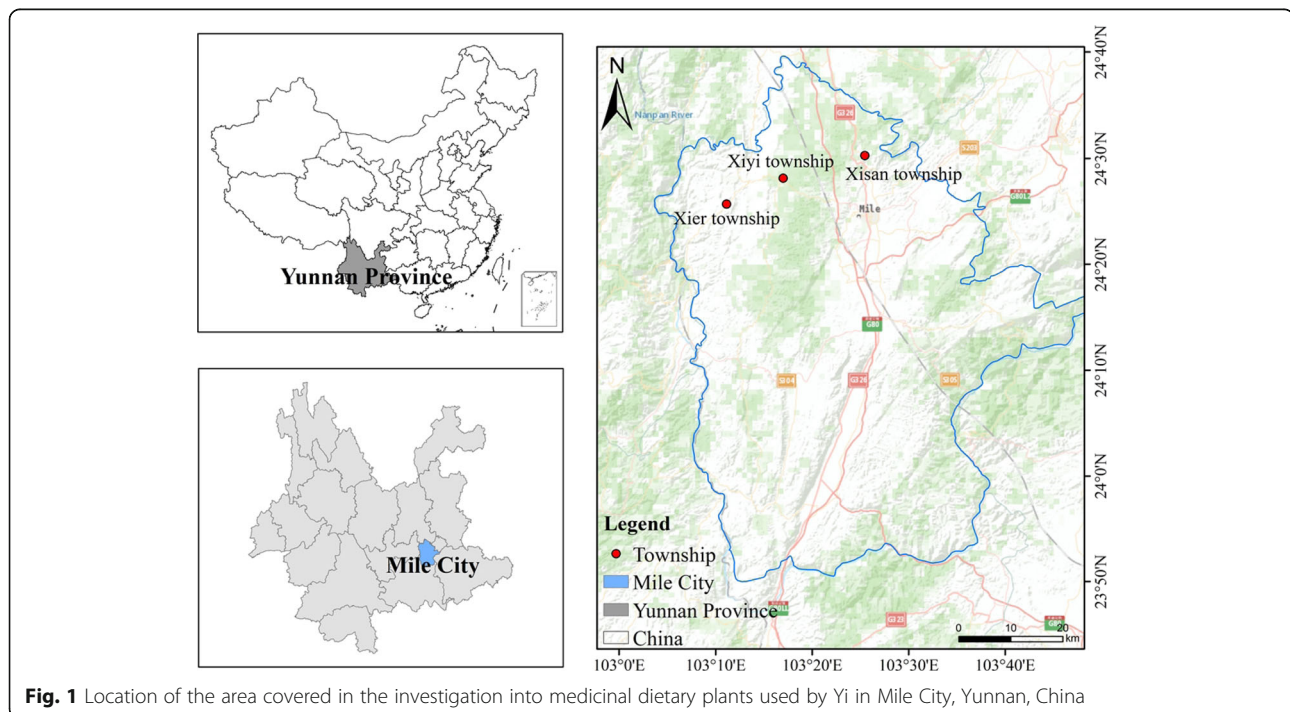 Yunnan Province
Mile City
N
Nanpan River
G326
S203
Xiyi township
Xisan township
Xier township
Mile
G80
S304
G326
S305
G323
Legend
Township
Mile City
Yunnan Province
China
0 10 20
km
24°40'N
24°30'N
24°20'N
24°10'N
24°0'N
23°50'N
103°0'E 103°10'E 103°20'E 103°30'E 103°40'E
Fig. 1 Location of the area covered in the investigation into medicinal dietary plants used by Yi in Mile City, Yunnan, China